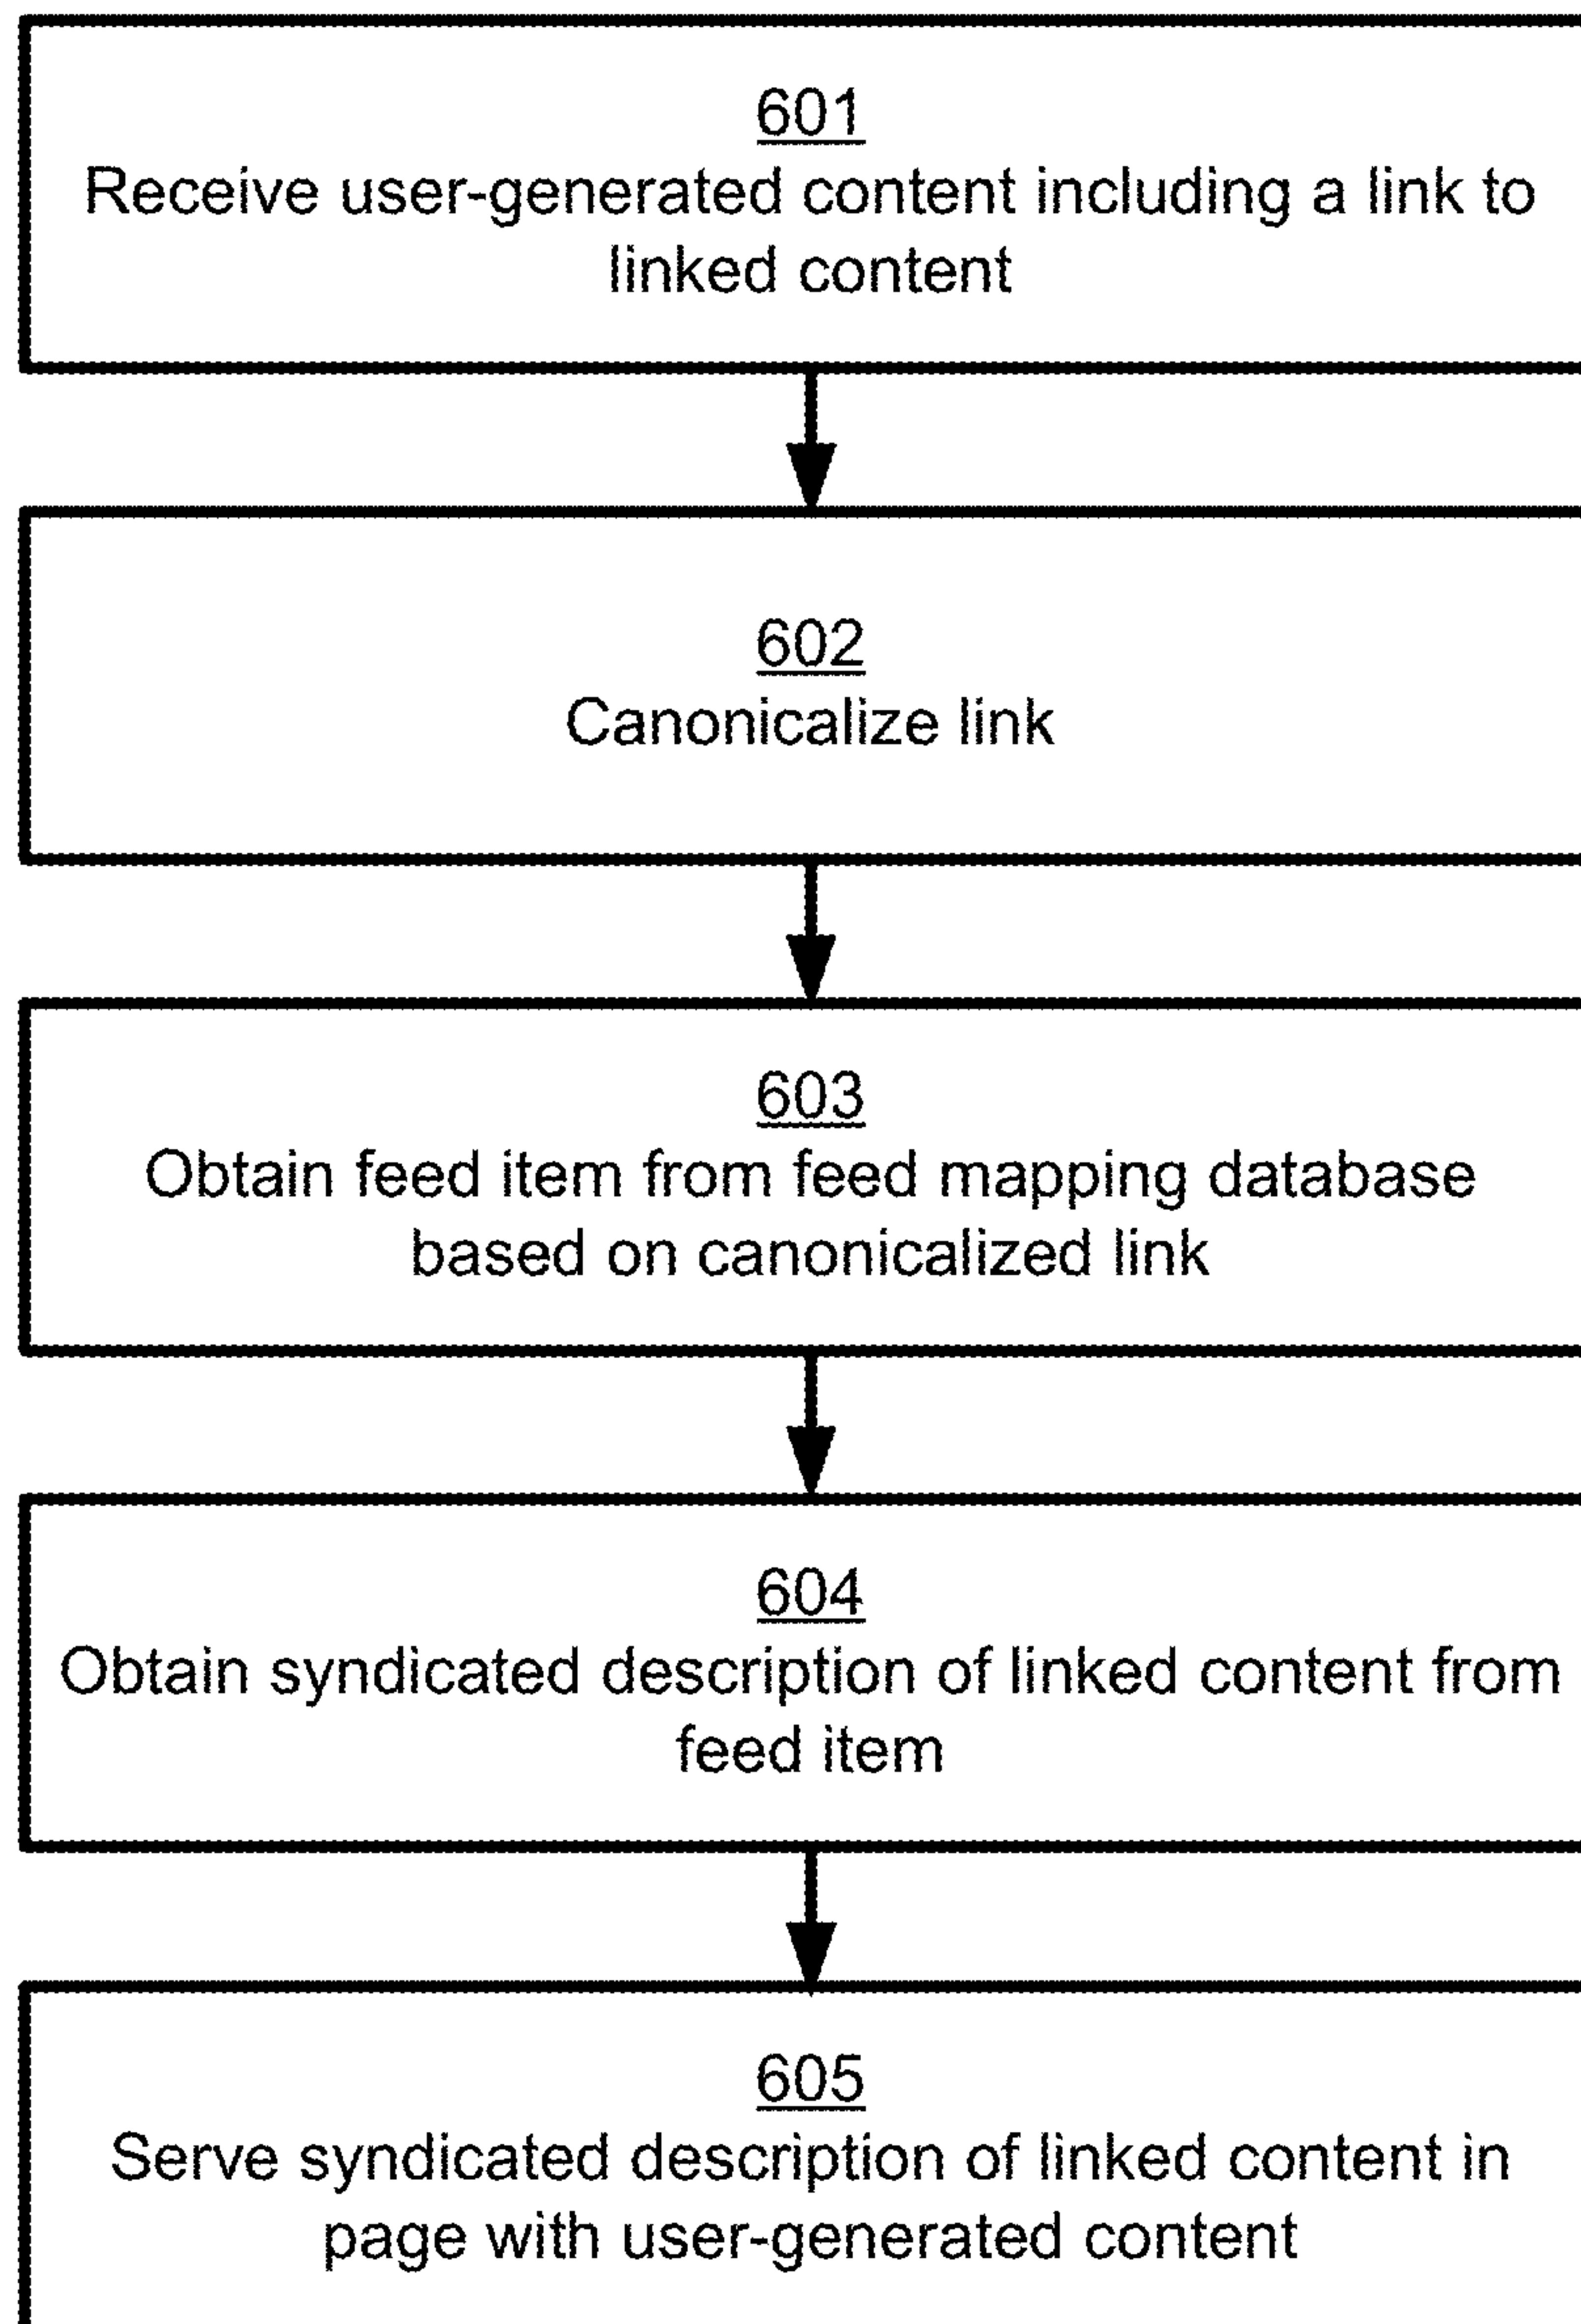 601
Receive user-generated content including a link to
linked content
602
Canonicalize link
603
Obtain feed item from feed mapping database
based on canonicalized link
604
Obtain syndicated description of linked content from
feed item
605
Serve syndicated description of linked content in
page with user-generated content